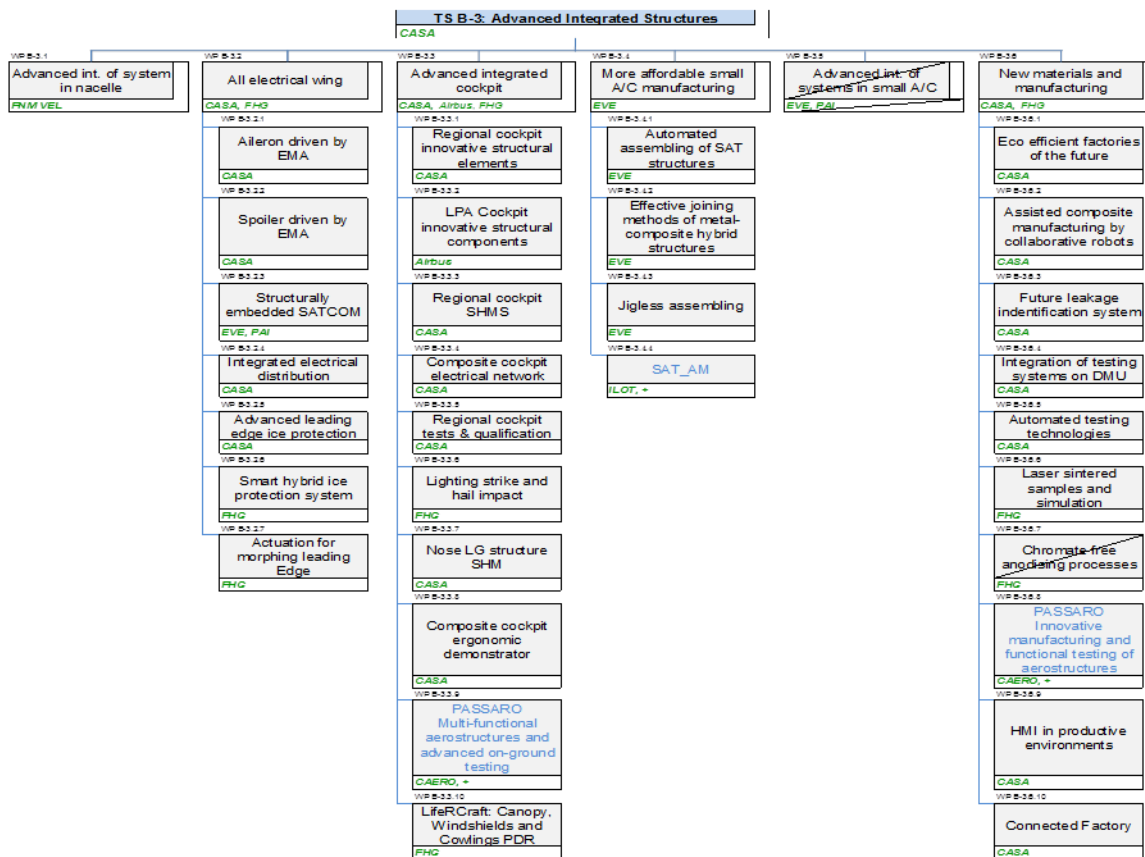 TS B-3: Advanced Integrated Structures
CASA
WP B-3.1
Advanced int. of system
in nacelle
FNM VEL
WP B-3.2
All electrical wing
CASA, FHG
WP B-3.2.1
Aileron driven by
EMA
CASA
WP B-3.2.2
Spoiler driven by
EMA
CASA
WP B-3.2.3
Structurally
embedded SATCOM
EVE, PAI
WP B-3.2.4
Integrated electrical
distribution
CASA
WP B-3.2.5
Advanced leading
edge ice protection
CASA
WP B-3.2.6
Smart hybrid ice
protection system
FHG
WP B-3.2.7
Actuation for
morphing leading
Edge
FHG
WP B-3.3
Advanced integrated
cockpit
CASA, Airbus, FHG
WP B-3.3.1
Regional cockpit
innovative structural
elements
CASA
WP B-3.3.2
LPA Cockpit
innovative structural
components
Airbus
WP B-3.3.3
Regional cockpit
SHMS
CASA
WP B-3.3.4
Composite cockpit
electrical network
CASA
WP B-3.3.5
Regional cockpit
tests & qualification
CASA
WP B-3.3.6
Lighting strike and
hail impact
FHG
WP B-3.3.7
Nose LG structure
SHM
CASA
WP B-3.3.8
Composite cockpit
ergonomic
demonstrator
CASA
WP B-3.3.9
PASSARO
Multi-functional
aerostructures and
advanced on-ground
testing
CAERO, +
WP B-3.3.10
LifeRCraft: Canopy,
Windshields and
Cowlings PDR
FHG
WP B-3.4
More affordable small
A/C manufacturing
EVE
WP B-3.4.1
Automated
assembling of SAT
structures
EVE
WP B-3.4.2
Effective joining
methods of metal-
composite hybrid
structures
EVE
WP B-3.4.3
Jigless assembling
EVE
WP B-3.4.4
SAT_AM
ILOT, +
WP B-3.5
Advanced int. of
systems in small A/C
EVE, PAI
WP B-3.6
New materials and
manufacturing
CASA, FHG
WP B-3.6.1
Eco efficient factories
of the future
CASA
WP B-3.6.2
Assisted composite
manufacturing by
collaborative robots
CASA
WP B-3.6.3
Future leakage
indentification system
CASA
WP B-3.6.4
Integration of testing
systems on DMU
CASA
WP B-3.6.5
Automated testing
technologies
CASA
WP B-3.6.6
Laser sintered
samples and
simulation
FHG
WP B-3.6.7
Chromate free
anodising processes
FHG
WP B-3.6.8
PASSARO
Innovative
manufacturing and
functional testing of
aerostructures
CAERO, +
WP B-3.6.9
HMI in productive
environments
CASA
WP B-3.6.10
Connected Factory
CASA